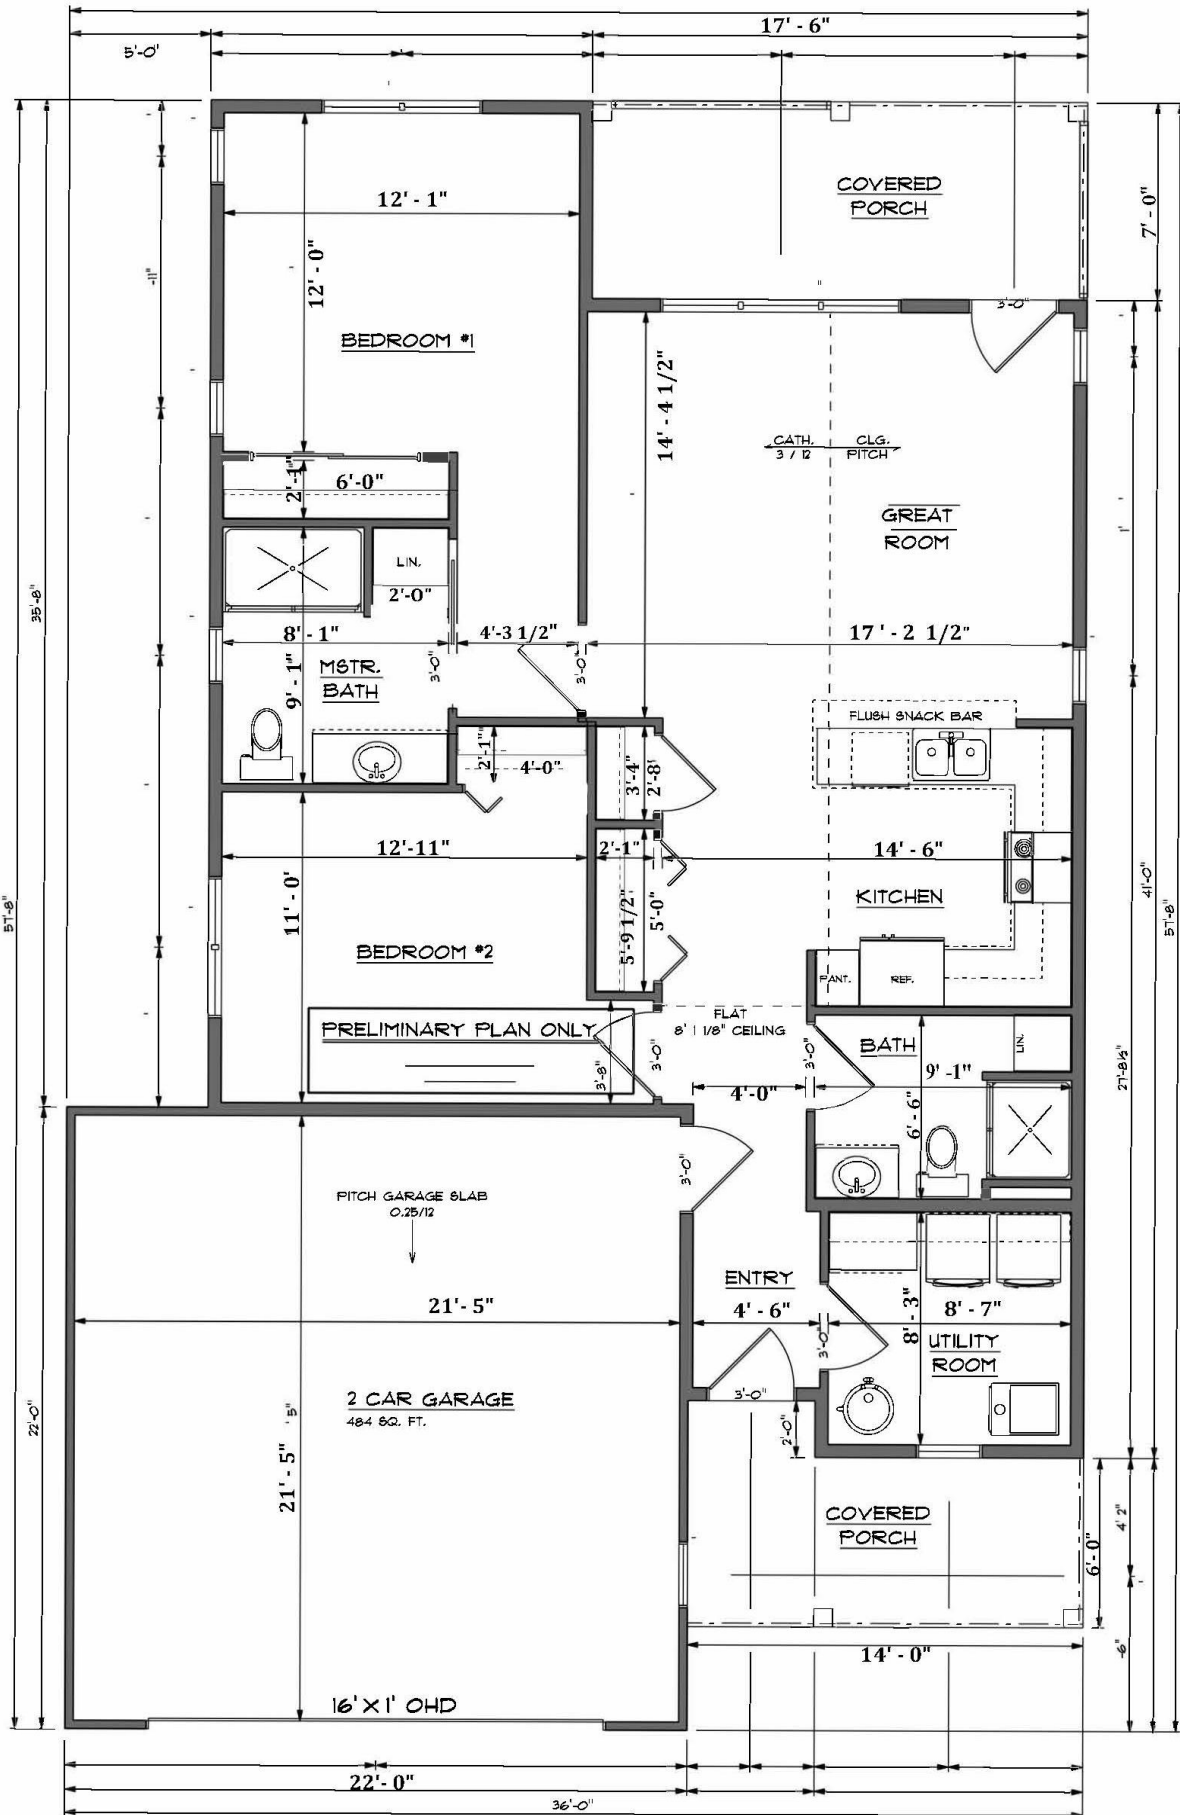 17' - 6"
5'-0'
COVERED
PORCH
7' - 0"
12' - 1"
12' - 0"
-11"
BEDROOM #1
3'-0"
14' - 4 1/2"
CATH. CLG.
3 / 12 PITCH
GREAT
ROOM
2'-1"
6'-0"
LIN.
2'-0"
35'-8"
8' - 1"
4'-3 1/2"
17 ' - 2 1/2"
3'-0"
3'-0"
9' - 1"
MSTR.
BATH
FLUSH SNACK BAR
2'-1"
4'-0"
3'-4"
2'-8'
12'-11"
2'-1"
14' - 6"
11' - 0'
5'-9 1/2"
5'-0"
KITCHEN
41'-0"
57'-8"
57'-8"
BEDROOM #2
PANT.
REF.
PRELIMINARY PLAN ONLY
FLAT
8' 1 1/8" CEILING
3'-0"
3'-8"
3'-0"
BATH
LIN.
9' -1"
4'-0"
6' - 6"
27'-8½"
3'-0"
PITCH GARAGE SLAB
0.25/12
ENTRY
21'- 5"
4' - 6"
8' - 3"
8' - 7"
3'-0"
UTILITY
ROOM
2 CAR GARAGE
484 SQ. FT.
3'-0"
2'-0"
22'-0"
' 5"
21' - 5"
COVERED
PORCH
4' 2"
6'- 0"
14' - 0"
-6"
16' X 1' OHD
22'- 0"
36'-0"